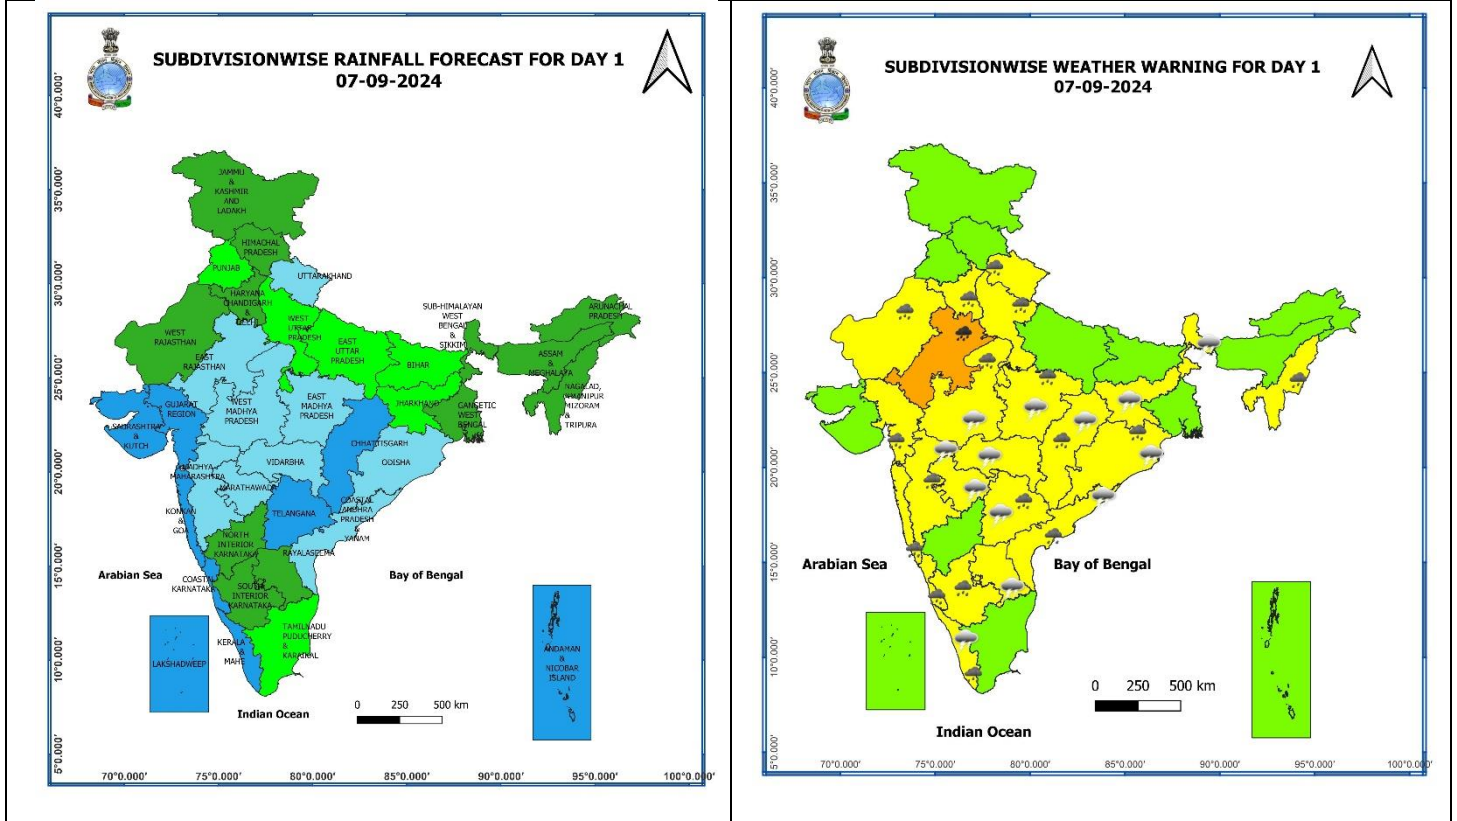 SUBDIVISIONWISE RAINFALL FORECAST FOR DAY 1
07-09-2024
40°0.000'
35°0.000'
30°0.000'
25°0.000'
20°0.000'
15°0.000'
10°0.000'
5°0.000'
JAMMU
&
KASHMIR
AND
LADAKH
HIMACHAL
PRADESH
PUNJAB
UTTARAKHAND
HARYANA
CHANDIGARH
&
DELHI
WEST
RAJASTHAN
EAST
RAJASTHAN
WEST
UTTAR
PRADESH
EAST
UTTAR
PRADESH
SUB-HIMALAYAN
WEST
BENGAL
&
SIKKIM
ARUNACHAL
PRADESH
ASSAM
&
MEGHALAYA
NAGALAD,
MANIPUR
MIZORAM
&
TRIPURA
BIHAR
JHARKHAND
GANGETIC
WEST
BENGAL
GUJARAT
REGION
SAURASHTRA
&
KUTCH
WEST
MADHYA
PRADESH
EAST
MADHYA
PRADESH
CHHATTISGARH
ODISHA
VIDARBHA
MADHYA
MAHARASHTRA
MARATHAWADA
KONKAN
&
GOA
TELANGANA
COASTAL
ANDHRA
PRADESH
&
YANAM
NORTH
INTERIOR
KARNATAKA
RAYALASEEMA
COASTAL
KARNATAKA
SOUTH
INTERIOR
KARNATAKA
TAMILNADU
PUDUCHERRY
&
KARAIKAL
KERALA
&
MAHE
LAKSHADWEEP
ANDAMAN
&
NICOBAR
ISLAND
Arabian Sea
Bay of Bengal
Indian Ocean
0 250 500 km
70°0.000' 75°0.000' 80°0.000' 85°0.000' 90°0.000' 95°0.000' 100°0.000'
SUBDIVISIONWISE WEATHER WARNING FOR DAY 1
07-09-2024
40°0.000'
35°0.000'
30°0.000'
25°0.000'
20°0.000'
15°0.000'
10°0.000'
5°0.000'
Arabian Sea
Bay of Bengal
Indian Ocean
0 250 500 km
70°0.000' 75°0.000' 80°0.000' 85°0.000' 90°0.000' 95°0.000' 100°0.000'